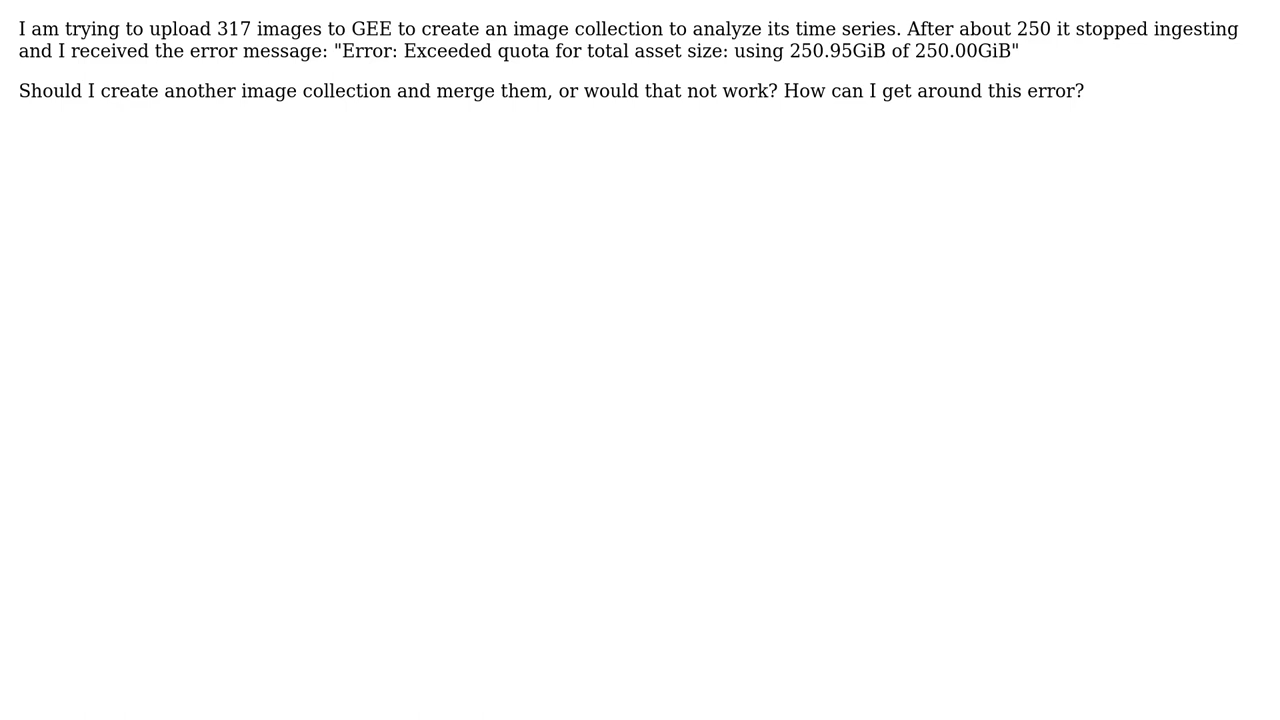 I am trying to upload 317 images to GEE to create an image collection to analyze its time series. After about 250 it stopped ingesting
and I received the error message: "Error: Exceeded quota for total asset size: using 250.95GiB of 250.00GiB"
Should I create another image collection and merge them, or would that not work? How can I get around this error?